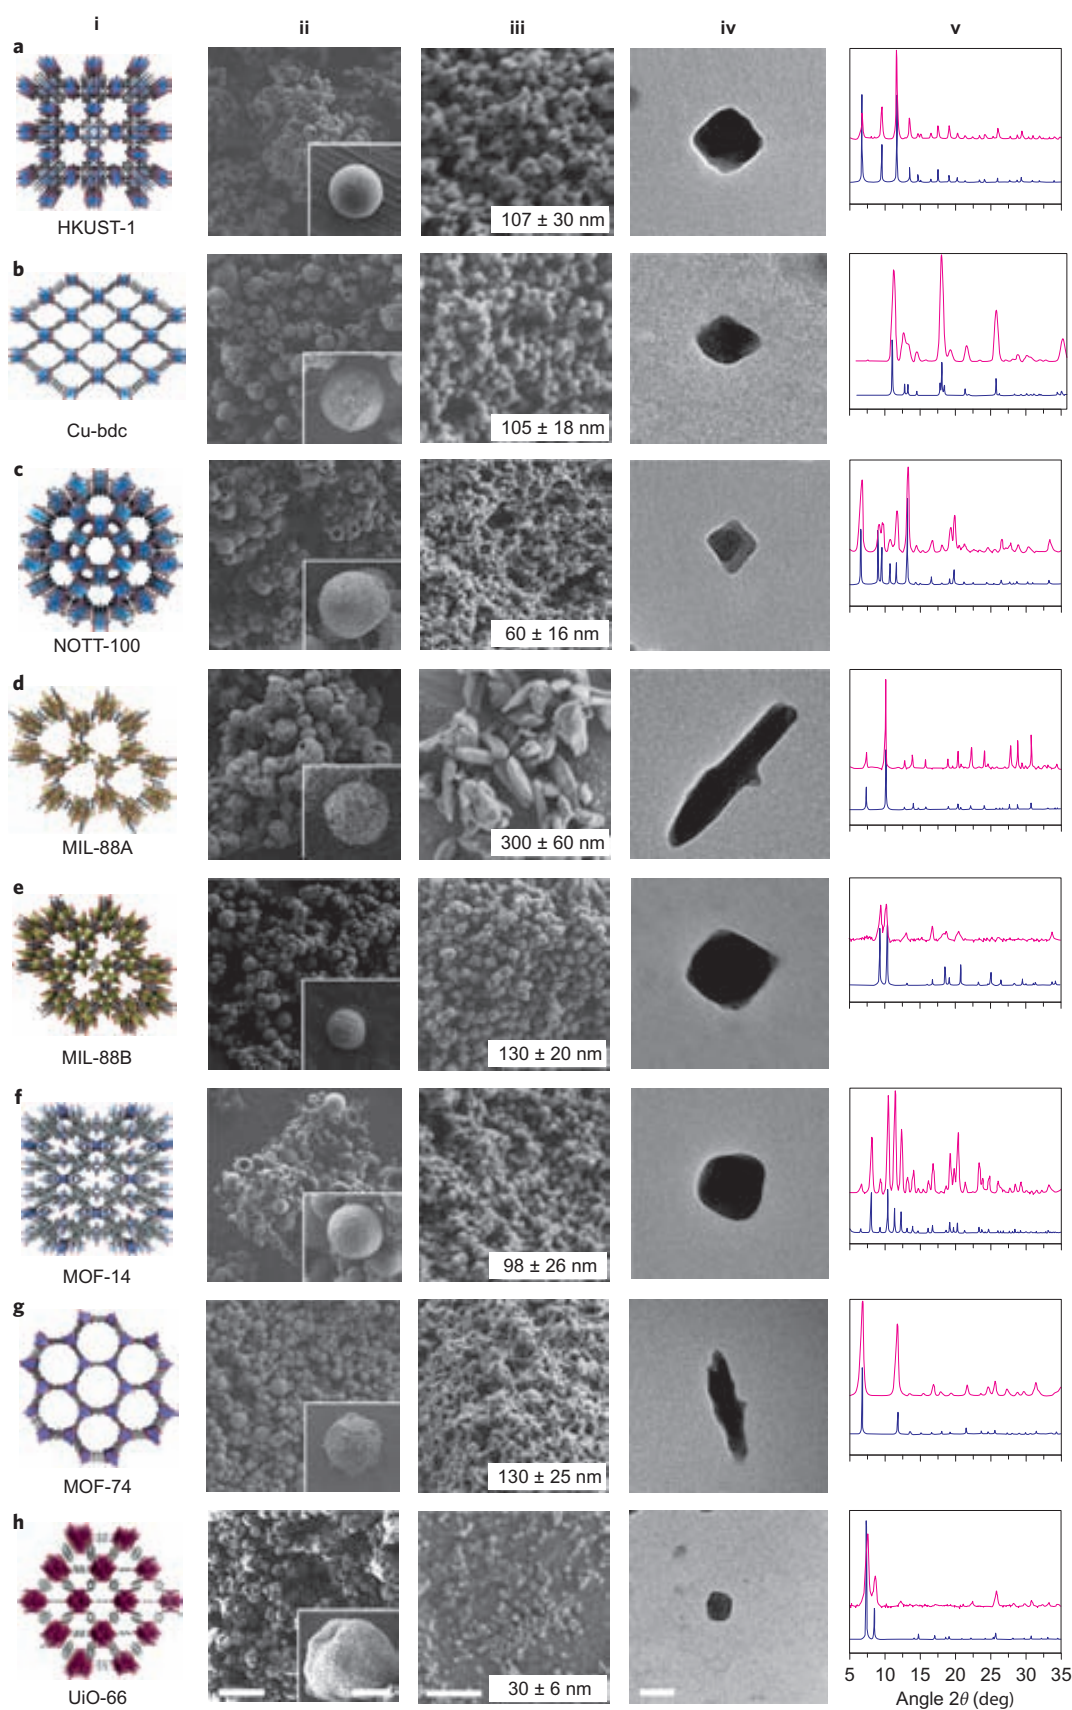 i ii iii iv v
a
HKUST-1
107 ± 30 nm
b
Cu-bdc
105 ± 18 nm
c
NOTT-100
60 ± 16 nm
d
MIL-88A
300 ± 60 nm
e
MIL-88B
130 ± 20 nm
f
MOF-14
98 ± 26 nm
g
MOF-74
130 ± 25 nm
h
UiO-66
30 ± 6 nm
5 10 15 20 25 30 35
Angle 2θ (deg)